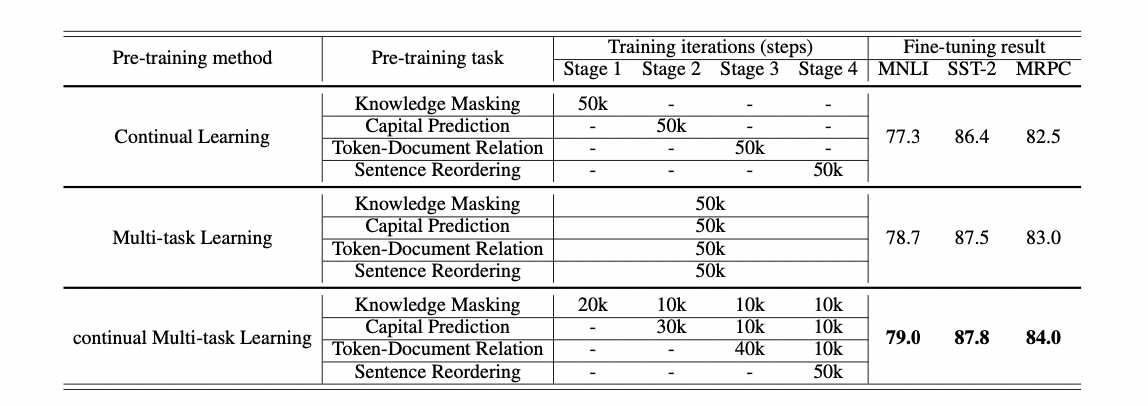 Pre-training method Pre-training task Training iterations (steps) Fine-tuning result
Stage 1 Stage 2 Stage 3 Stage 4 MNLI SST-2 MRPC
Continual Learning Knowledge Masking 50k - - - 77.3 86.4 82.5
Capital Prediction - 50k - -
Token-Document Relation - - 50k -
Sentence Reordering - - - 50k
Multi-task Learning Knowledge Masking 50k 78.7 87.5 83.0
Capital Prediction 50k
Token-Document Relation 50k
Sentence Reordering 50k
continual Multi-task Learning Knowledge Masking 20k 10k 10k 10k 79.0 87.8 84.0
Capital Prediction - 30k 10k 10k
Token-Document Relation - - 40k 10k
Sentence Reordering - - - 50k